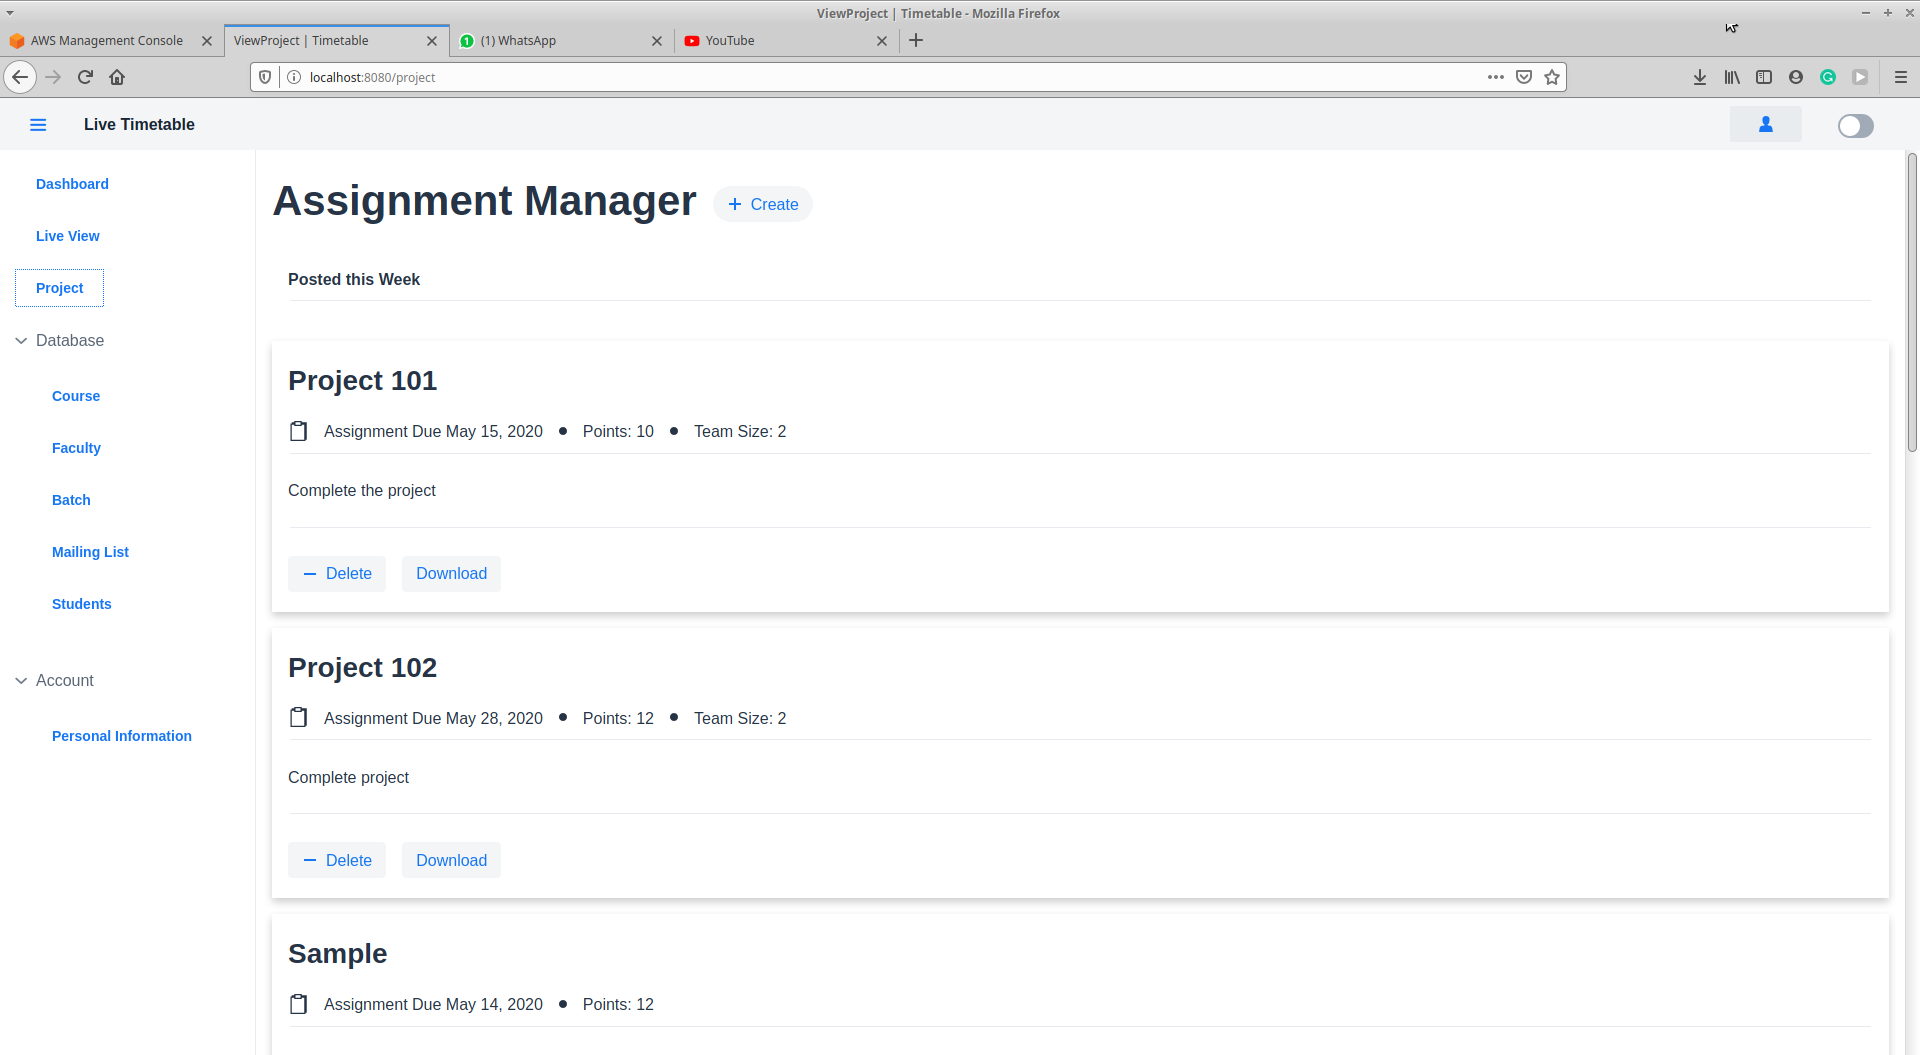 ViewProject | Timetable - Mozilla Firefox
AWS Management Console
ViewProject | Timetable
1 (1) WhatsApp
YouTube
localhost:8080/project
Live Timetable
Dashboard
Live View
Project
Database
Course
Faculty
Batch
Mailing List
Students
Account
Personal Information
Assignment Manager
+ Create
Posted this Week
Project 101
Assignment Due May 15, 2020 • Points: 10 • Team Size: 2
Complete the project
— Delete
Download
Project 102
Assignment Due May 28, 2020 • Points: 12 • Team Size: 2
Complete project
— Delete
Download
Sample
Assignment Due May 14, 2020 • Points: 12